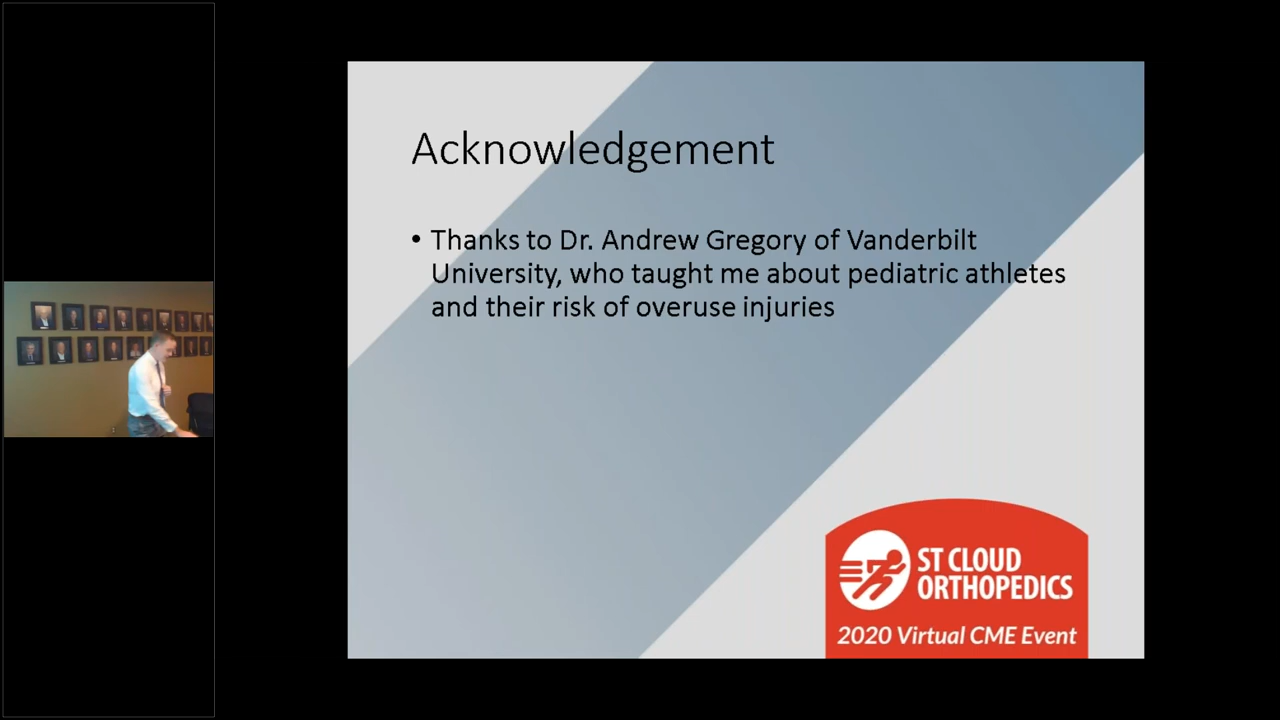 Acknowledgement
• Thanks to Dr. Andrew Gregory of Vanderbilt
University, who taught me about pediatric athletes
and their risk of overuse injuries
ST CLOUD
ORTHOPEDICS
2020 Virtual CME Event